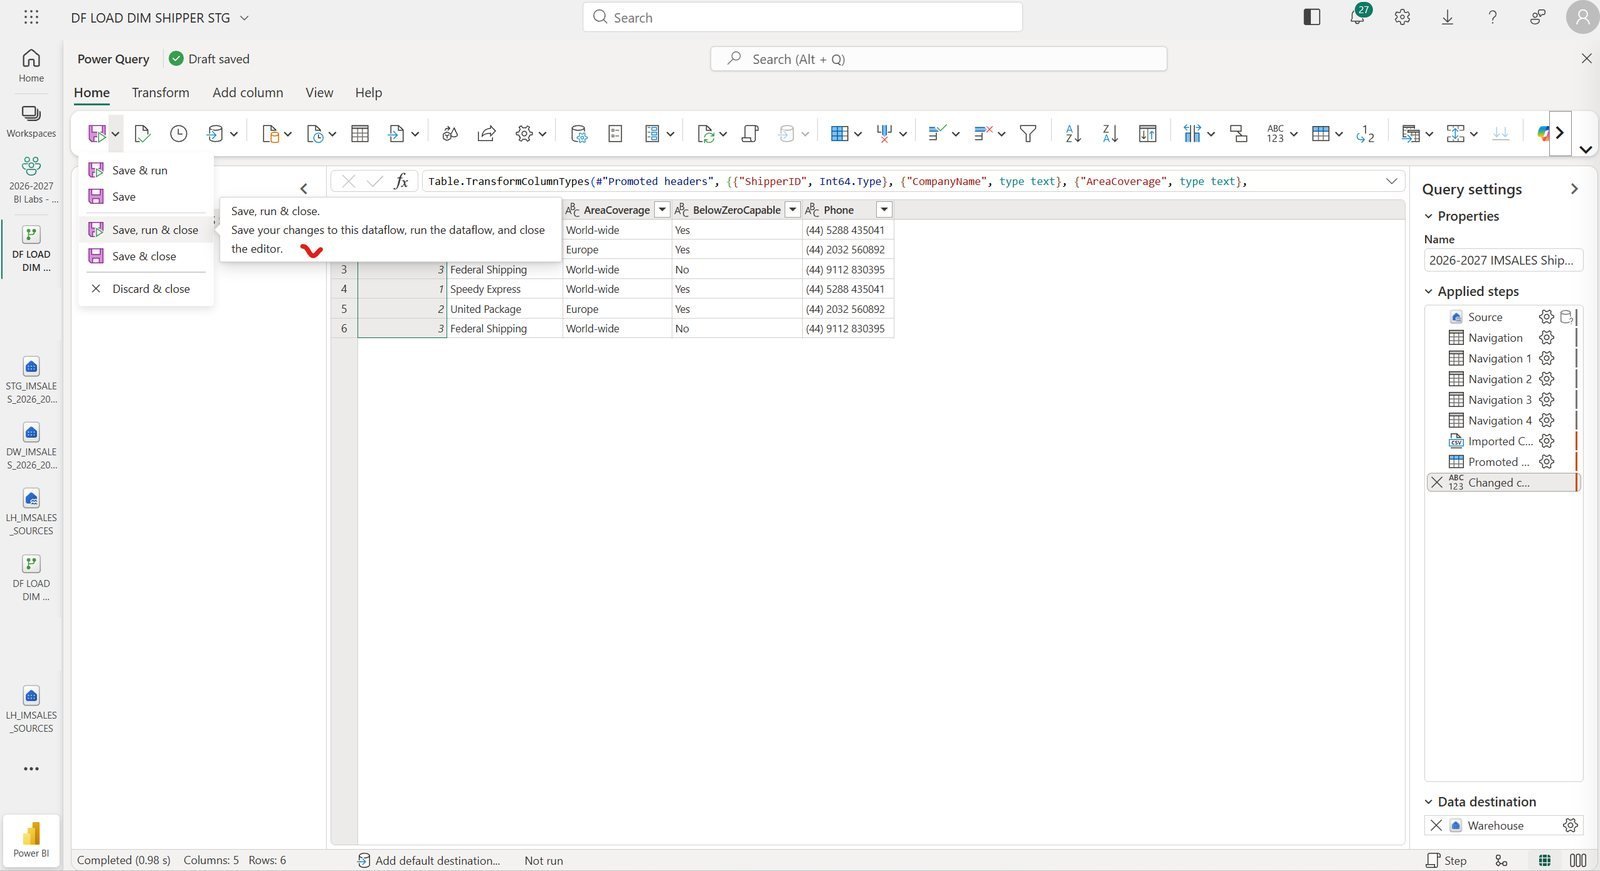 DF LOAD DIM SHIPPER STG
Search
27
Power Query
Draft saved
Search (Alt + Q)
Home
Transform
Add column
View
Help
Home
Workspaces
2026-2027
BI Labs - ...
DF LOAD
DIM ...
STG_IMSALE
S_2026_20...
DW_IMSALE
S_2026_20...
LH_IMSALES
_SOURCES
DF LOAD
DIM ...
LH_IMSALES
_SOURCES
Power BI
Save & run
Save
Save, run & close
Save & close
Discard & close
Save, run & close.
Save your changes to this dataflow, run the dataflow, and close
the editor.
fx Table.TransformColumnTypes(#"Promoted headers", {{"ShipperID", Int64.Type}, {"CompanyName", type text}, {"AreaCoverage", type text},
AreaCoverage BelowZeroCapable Phone
World-wide Yes (44) 5288 435041
Europe Yes (44) 2032 560892
3 3 Federal Shipping World-wide No (44) 9112 830395
4 1 Speedy Express World-wide Yes (44) 5288 435041
5 2 United Package Europe Yes (44) 2032 560892
6 3 Federal Shipping World-wide No (44) 9112 830395
Query settings
Properties
Name
2026-2027 IMSALES Ship...
Applied steps
Source
Navigation
Navigation 1
Navigation 2
Navigation 3
Navigation 4
Imported C...
Promoted ...
Changed c...
Data destination
Warehouse
Completed (0.98 s) Columns: 5 Rows: 6
Add default destination...
Not run
Step